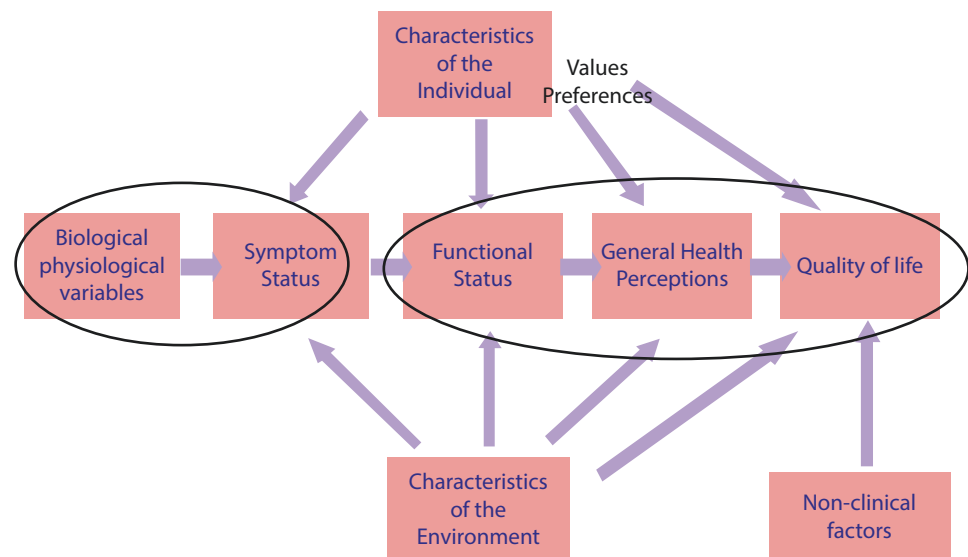 Characteristics
of the
Individual
Values
Preferences
Biological
physiological
variables
Symptom
Status
Functional
Status
General Health
Perceptions
Quality of life
Characteristics
of the
Environment
Non-clinical
factors